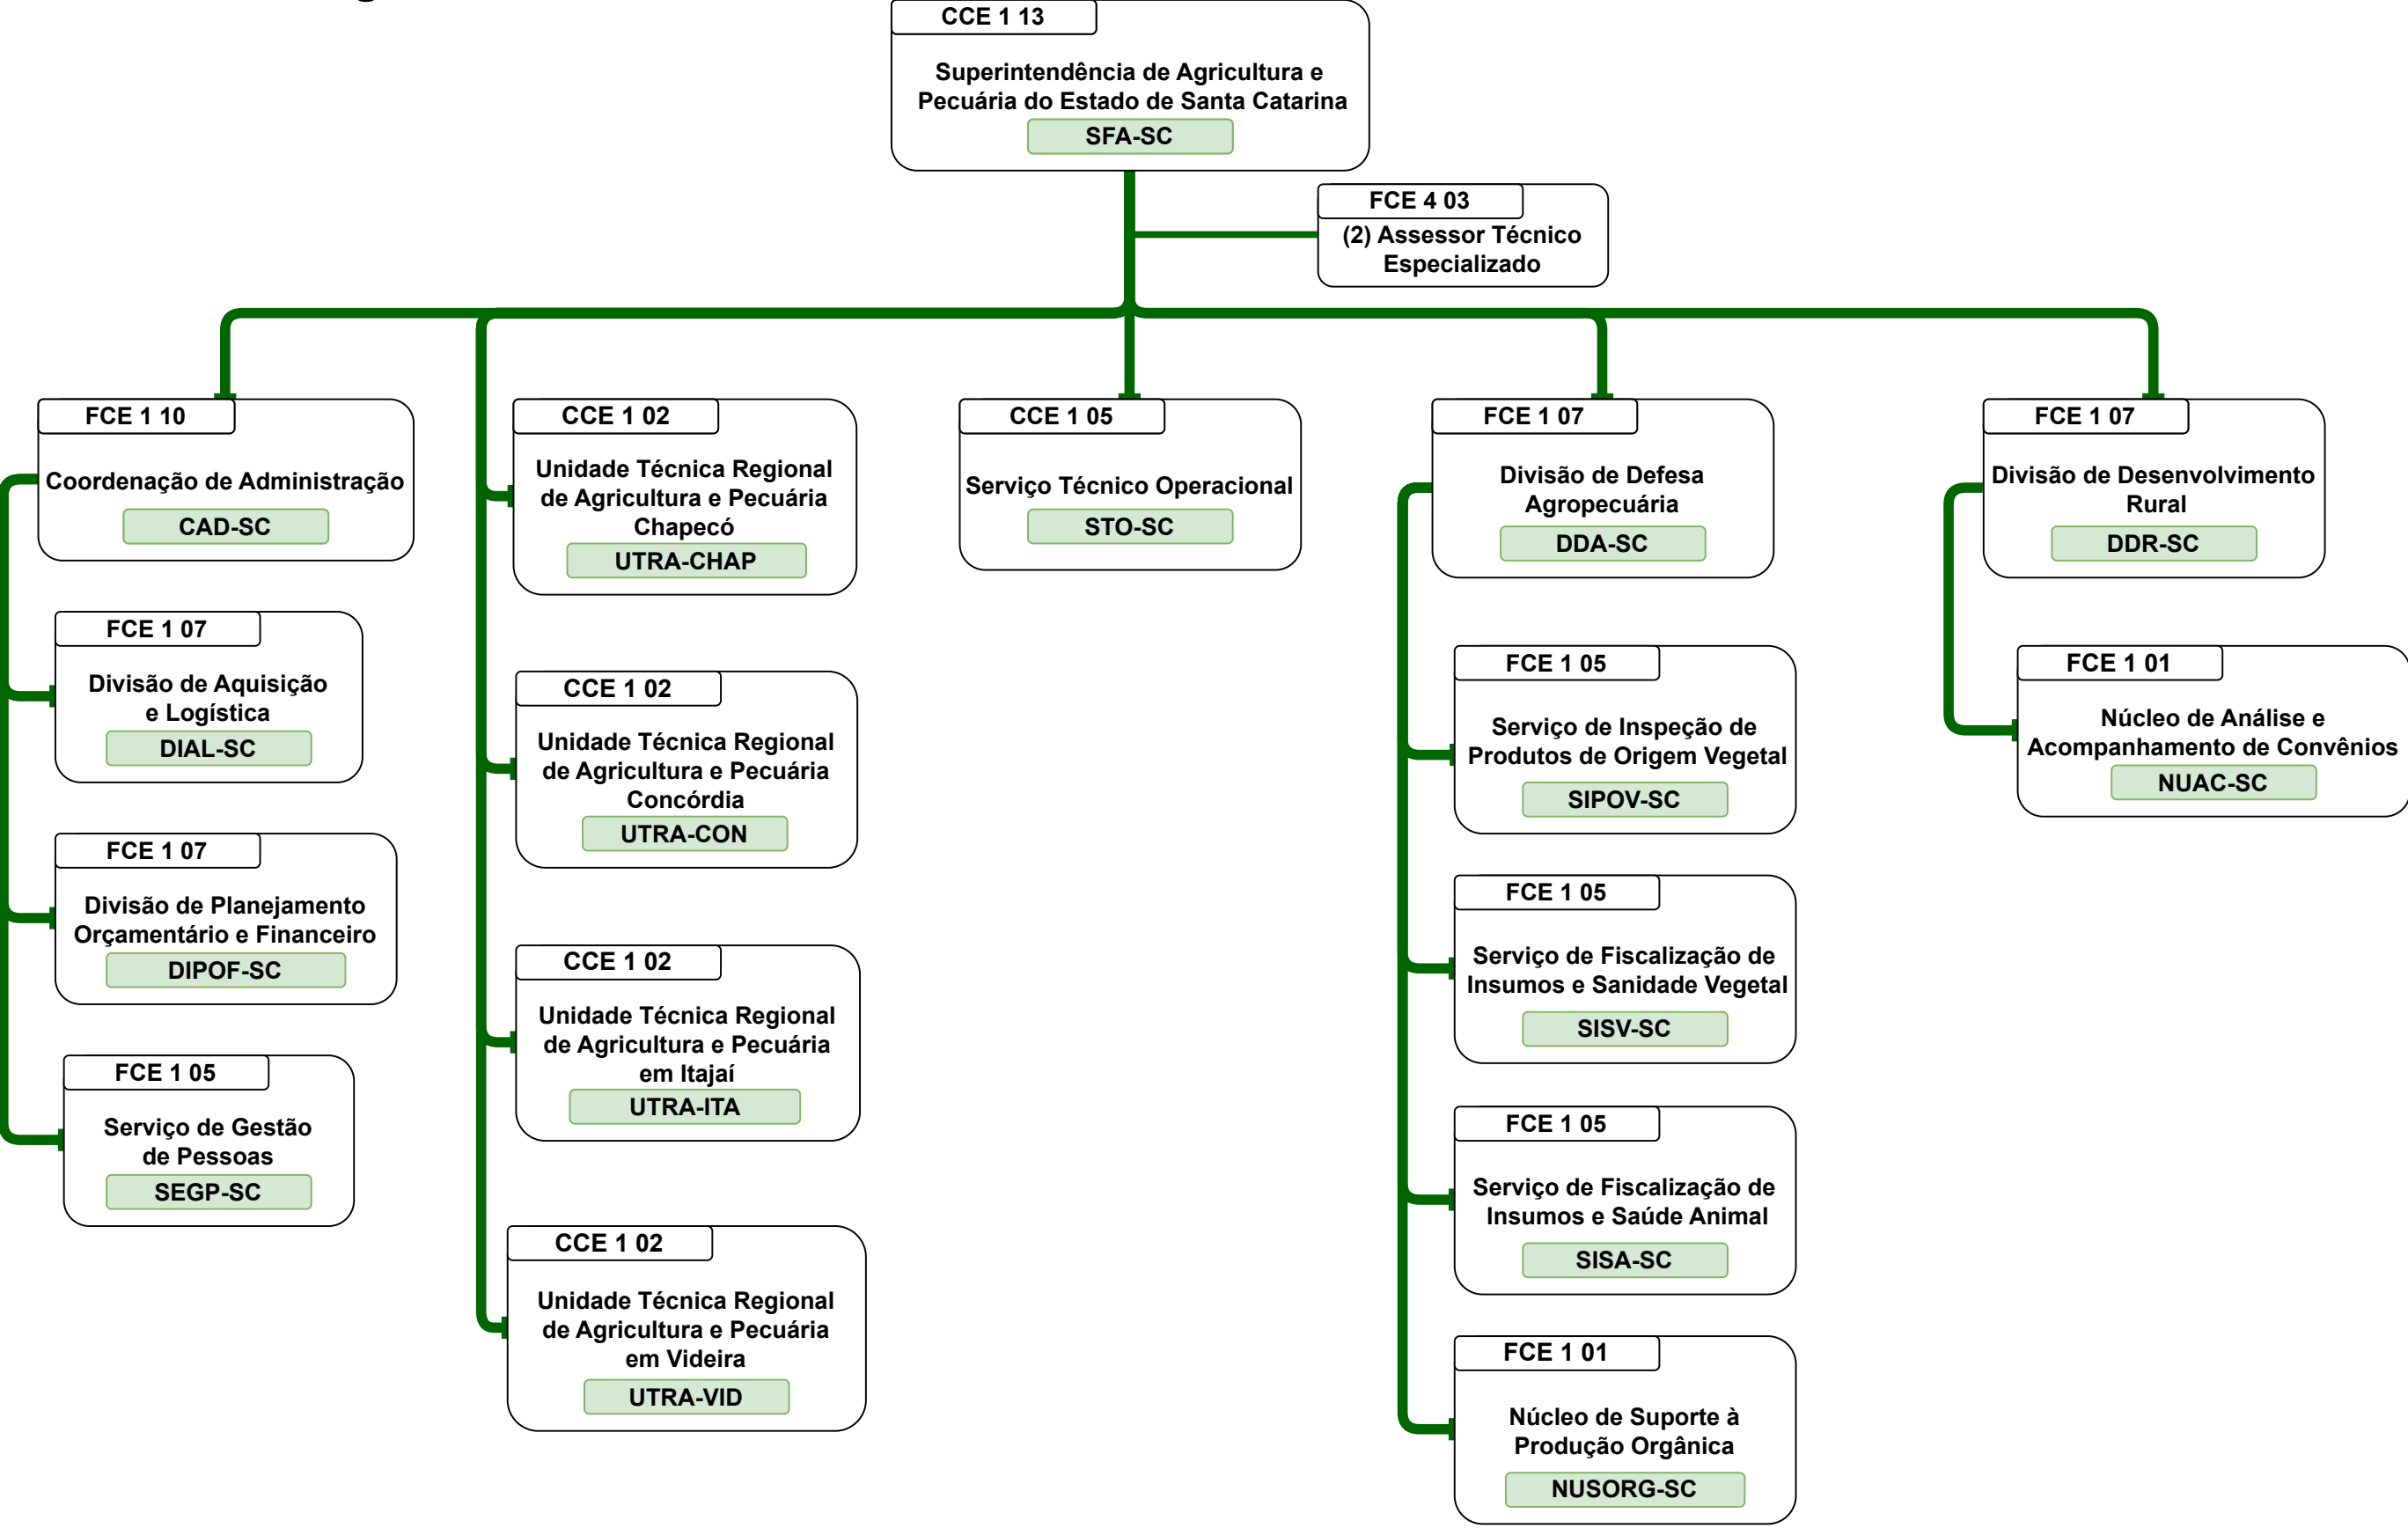 CCE 1 13
Superintendência de Agricultura e
Pecuária do Estado de Santa Catarina
SFA-SC
FCE 4 03
(2) Assessor Técnico
Especializado
FCE 1 10
Coordenação de Administração
CAD-SC
FCE 1 07
Divisão de Aquisição
e Logística
DIAL-SC
FCE 1 07
Divisão de Planejamento
Orçamentário e Financeiro
DIPOF-SC
FCE 1 05
Serviço de Gestão
de Pessoas
SEGP-SC
CCE 1 02
Unidade Técnica Regional
de Agricultura e Pecuária
Chapecó
UTRA-CHAP
CCE 1 02
Unidade Técnica Regional
de Agricultura e Pecuária
Concórdia
UTRA-CON
CCE 1 02
Unidade Técnica Regional
de Agricultura e Pecuária
em Itajaí
UTRA-ITA
CCE 1 02
Unidade Técnica Regional
de Agricultura e Pecuária
em Videira
UTRA-VID
CCE 1 05
Serviço Técnico Operacional
STO-SC
FCE 1 07
Divisão de Defesa
Agropecuária
DDA-SC
FCE 1 05
Serviço de Inspeção de
Produtos de Origem Vegetal
SIPOV-SC
FCE 1 05
Serviço de Fiscalização de
Insumos e Sanidade Vegetal
SISV-SC
FCE 1 05
Serviço de Fiscalização de
Insumos e Saúde Animal
SISA-SC
FCE 1 01
Núcleo de Suporte à
Produção Orgânica
NUSORG-SC
FCE 1 07
Divisão de Desenvolvimento
Rural
DDR-SC
FCE 1 01
Núcleo de Análise e
Acompanhamento de Convênios
NUAC-SC